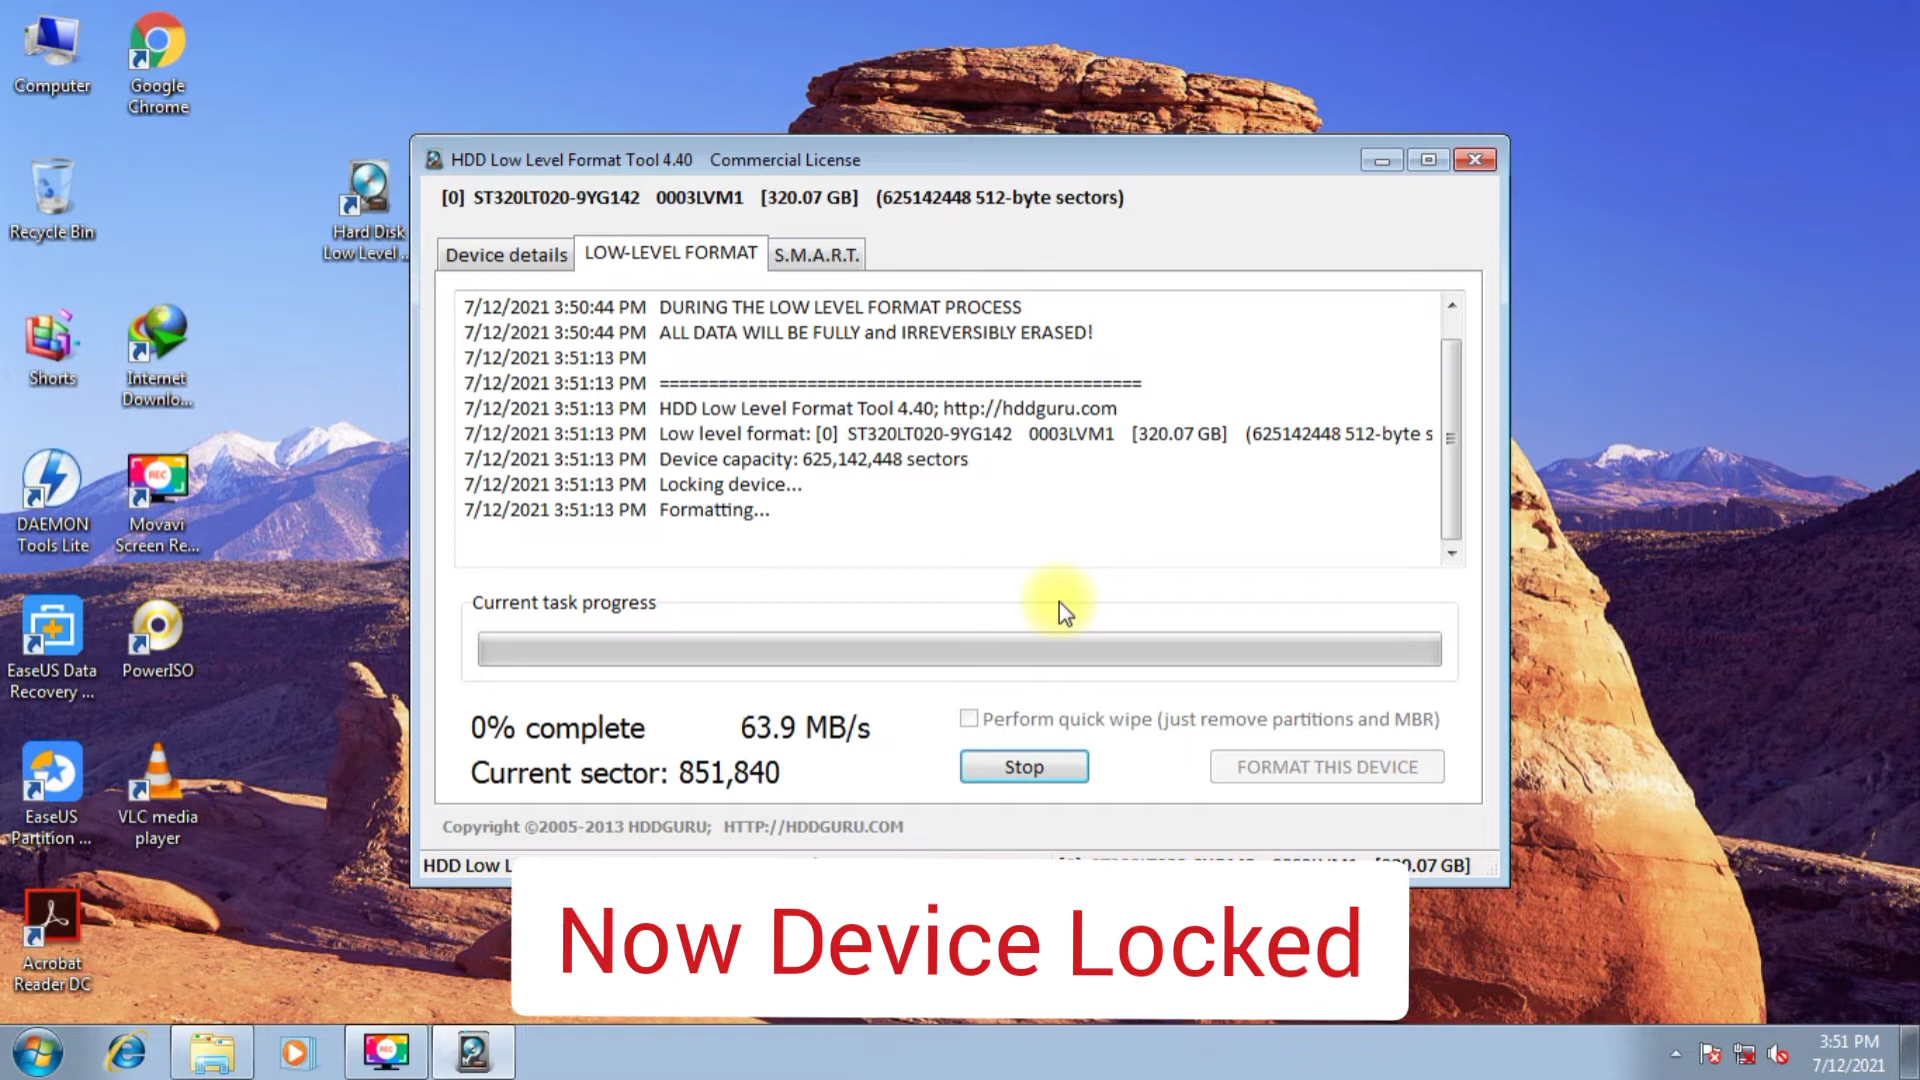 Computer
Google
Chrome
Recycle Bin
Hard Disk
Low Level ...
Shorts
Internet
Downlo...
DAEMON
Tools Lite
REC
Movavi
Screen Re...
EaseUS Data
Recovery ...
PowerISO
EaseUS
Partition ...
VLC media
player
Acrobat
Reader DC
HDD Low Level Format Tool 4.40 Commercial License
[0] ST320LT020-9YG142 0003LVM1 [320.07 GB] (625142448 512-byte sectors)
Device details LOW-LEVEL FORMAT S.M.A.R.T.
7/12/2021 3:50:44 PM DURING THE LOW LEVEL FORMAT PROCESS
7/12/2021 3:50:44 PM ALL DATA WILL BE FULLY and IRREVERSIBLY ERASED!
7/12/2021 3:51:13 PM
7/12/2021 3:51:13 PM ================================================
7/12/2021 3:51:13 PM HDD Low Level Format Tool 4.40; http://hddguru.com
7/12/2021 3:51:13 PM Low level format: [0] ST320LT020-9YG142 0003LVM1 [320.07 GB] (625142448 512-byte s
7/12/2021 3:51:13 PM Device capacity: 625,142,448 sectors
7/12/2021 3:51:13 PM Locking device...
7/12/2021 3:51:13 PM Formatting...
Current task progress
0% complete 63.9 MB/s
Perform quick wipe (just remove partitions and MBR)
Current sector: 851,840
Stop FORMAT THIS DEVICE
Copyright ©2005-2013 HDDGURU; HTTP://HDDGURU.COM
HDD Low L
0.07 GB]
Now Device Locked
REC
3:51 PM
7/12/2021